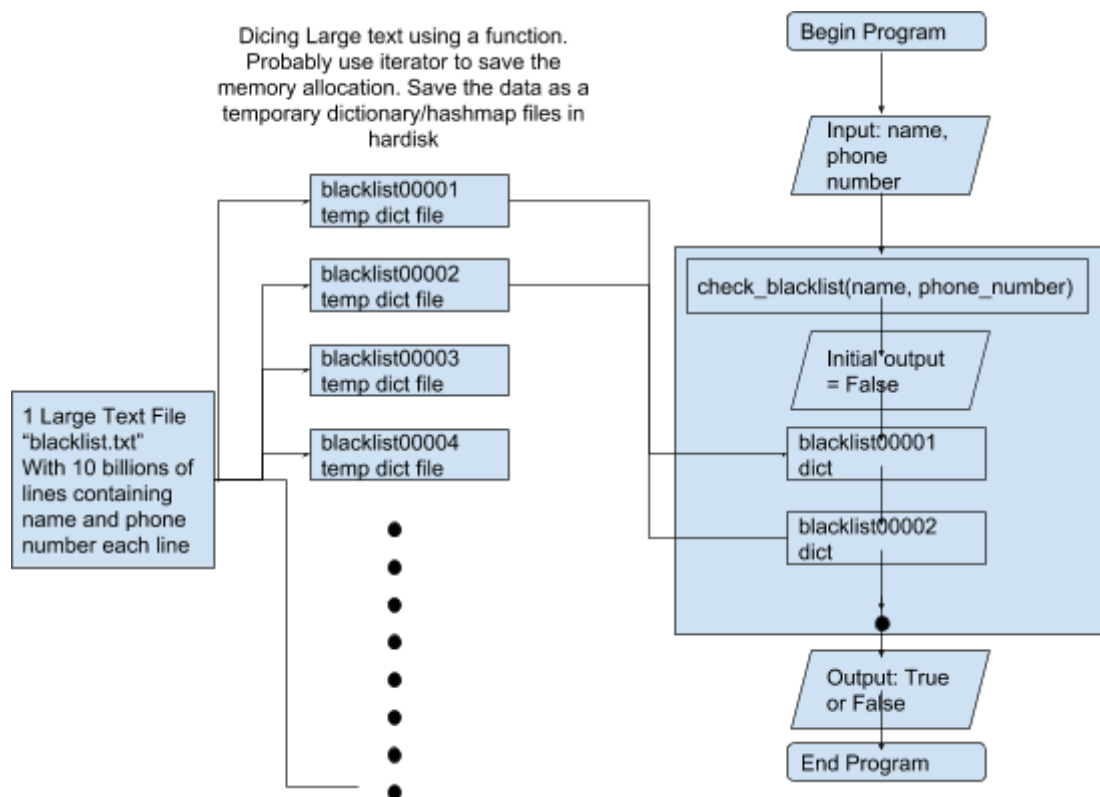 Dicing Large text using a function.
Probably use iterator to save the
memory allocation. Save the data as a
temporary dictionary/hashmap files in
hardisk
blacklist00001
temp dict file
blacklist00002
temp dict file
blacklist00003
temp dict file
blacklist00004
temp dict file
1 Large Text File
“blacklist.txt”
With 10 billions of
lines containing
name and phone
number each line
Begin Program
Input: name,
phone
number
check_blacklist(name, phone_number)
Initial output
= False
blacklist00001
dict
blacklist00002
dict
Output: True
or False
End Program